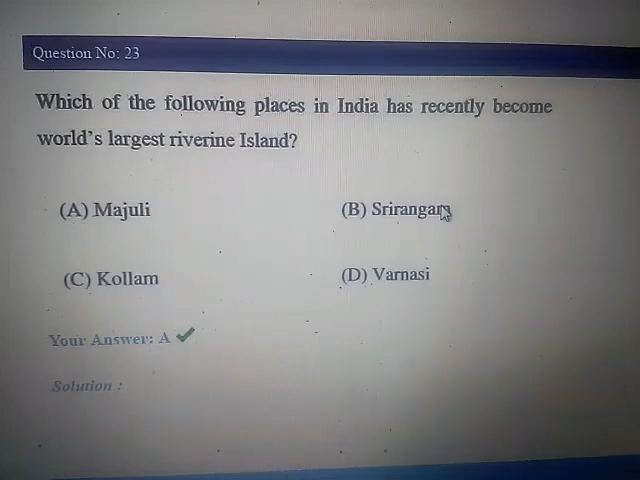 Question No: 23
Which of the following places in India has recently become
world's largest riverine Island?
(A) Majuli
(B) Srirangam
(C) Kollam
(D) Varnasi
Your Answer: A
Solution :